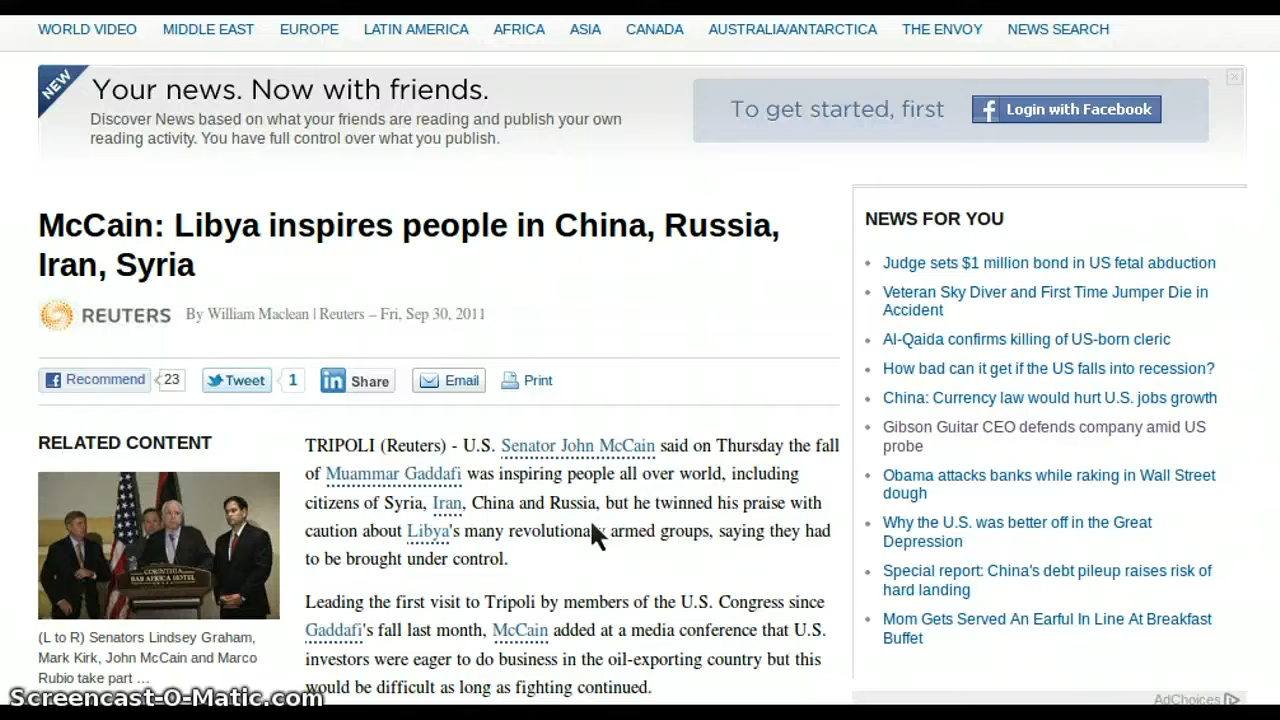 WORLD VIDEO MIDDLE EAST EUROPE LATIN AMERICA AFRICA ASIA CANADA AUSTRALIA/ANTARCTICA THE ENVOY NEWS SEARCH
NEW
Your news. Now with friends.
Discover News based on what your friends are reading and publish your own
reading activity. You have full control over what you publish.
To get started, first
Login with Facebook
McCain: Libya inspires people in China, Russia,
Iran, Syria
REUTERS By William Maclean | Reuters – Fri, Sep 30, 2011
Recommend 23 Tweet 1 Share Email Print
RELATED CONTENT
CORINTHIA
BAB AFRICA HOTEL
(L to R) Senators Lindsey Graham,
Mark Kirk, John McCain and Marco
Rubio take part ...
TRIPOLI (Reuters) - U.S. Senator John McCain said on Thursday the fall
of Muammar Gaddafi was inspiring people all over world, including
citizens of Syria, Iran, China and Russia, but he twinned his praise with
caution about Libya's many revolutionary armed groups, saying they had
to be brought under control.
Leading the first visit to Tripoli by members of the U.S. Congress since
Gaddafi's fall last month, McCain added at a media conference that U.S.
investors were eager to do business in the oil-exporting country but this
would be difficult as long as fighting continued.
NEWS FOR YOU
Judge sets $1 million bond in US fetal abduction
Veteran Sky Diver and First Time Jumper Die in
Accident
Al-Qaida confirms killing of US-born cleric
How bad can it get if the US falls into recession?
China: Currency law would hurt U.S. jobs growth
Gibson Guitar CEO defends company amid US
probe
Obama attacks banks while raking in Wall Street
dough
Why the U.S. was better off in the Great
Depression
Special report: China's debt pileup raises risk of
hard landing
Mom Gets Served An Earful In Line At Breakfast
Buffet
AdChoices
Screencast-O-Matic.com